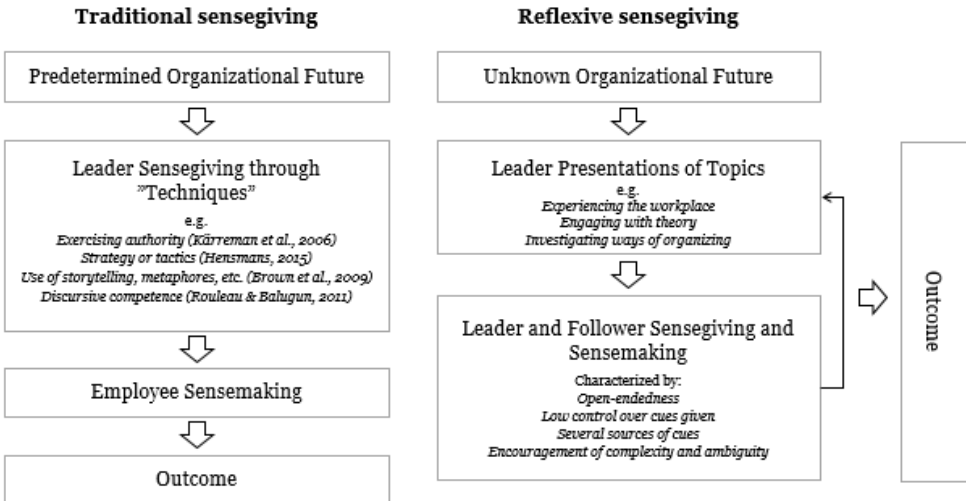 Traditional sensegiving
Predetermined Organizational Future
Leader Sensegiving through
”Techniques”
e.g.
Exercising authority (Kärreman et al., 2006)
Strategy or tactics (Hensmans, 2015)
Use of storytelling, metaphores, etc. (Brown et al., 2009)
Discursive competence (Rouleau & Balugun, 2011)
Employee Sensemaking
Outcome
Reflexive sensegiving
Unknown Organizational Future
Leader Presentations of Topics
e.g.
Experiencing the workplace
Engaging with theory
Investigating ways of organizing
Leader and Follower Sensegiving and
Sensemaking
Characterized by:
Open-endedness
Low control over cues given
Several sources of cues
Encouragement of complexity and ambiguity
Outcome